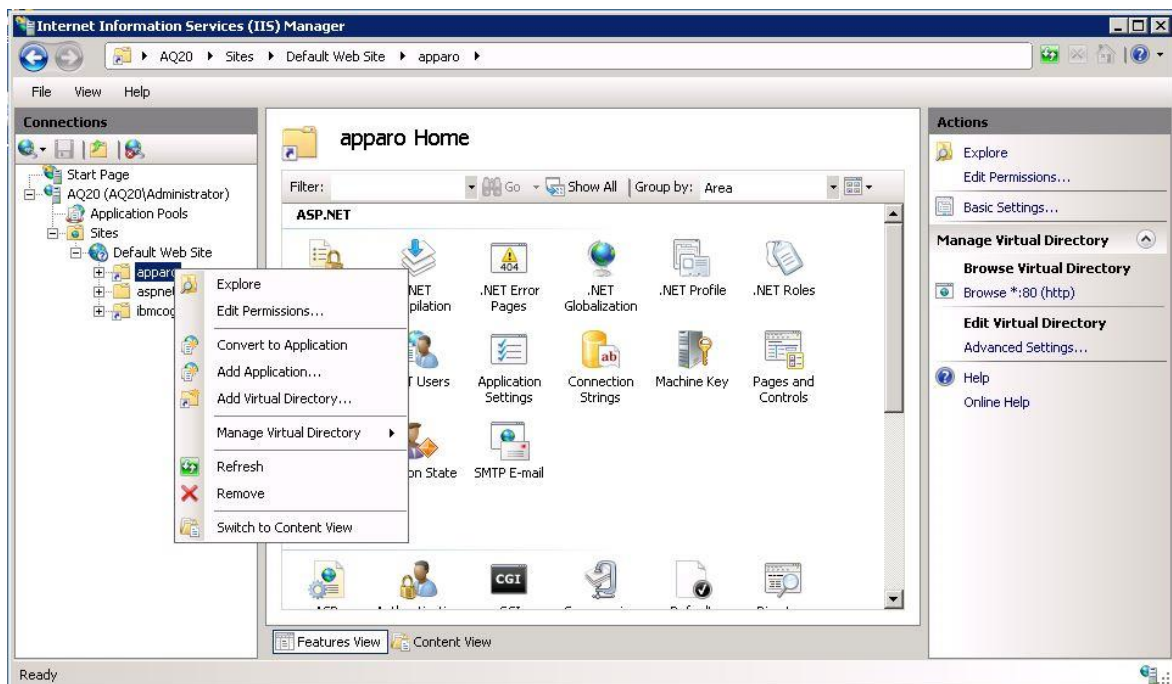 Internet Information Services (IIS) Manager
AQ20 Sites Default Web Site apparo
File View Help
Connections
Start Page
AQ20 (AQ20\Administrator)
Application Pools
Sites
Default Web Site
apparo
aspnet
ibmcog
Explore
Edit Permissions...
Convert to Application
Add Application...
Add Virtual Directory...
Manage Virtual Directory
Refresh
Remove
Switch to Content View
apparo Home
Filter: Go Show All Group by: Area
ASP.NET
404
.NET Error
Pages
.NET
Globalization
.NET Profile
.NET Roles
ab
Application
Settings
Connection
Strings
Machine Key
Pages and
Controls
SMTP E-mail
CGI
Features View Content View
Actions
Explore
Edit Permissions...
Basic Settings...
Manage Virtual Directory
Browse Virtual Directory
Browse *:80 (http)
Edit Virtual Directory
Advanced Settings...
Help
Online Help
Ready